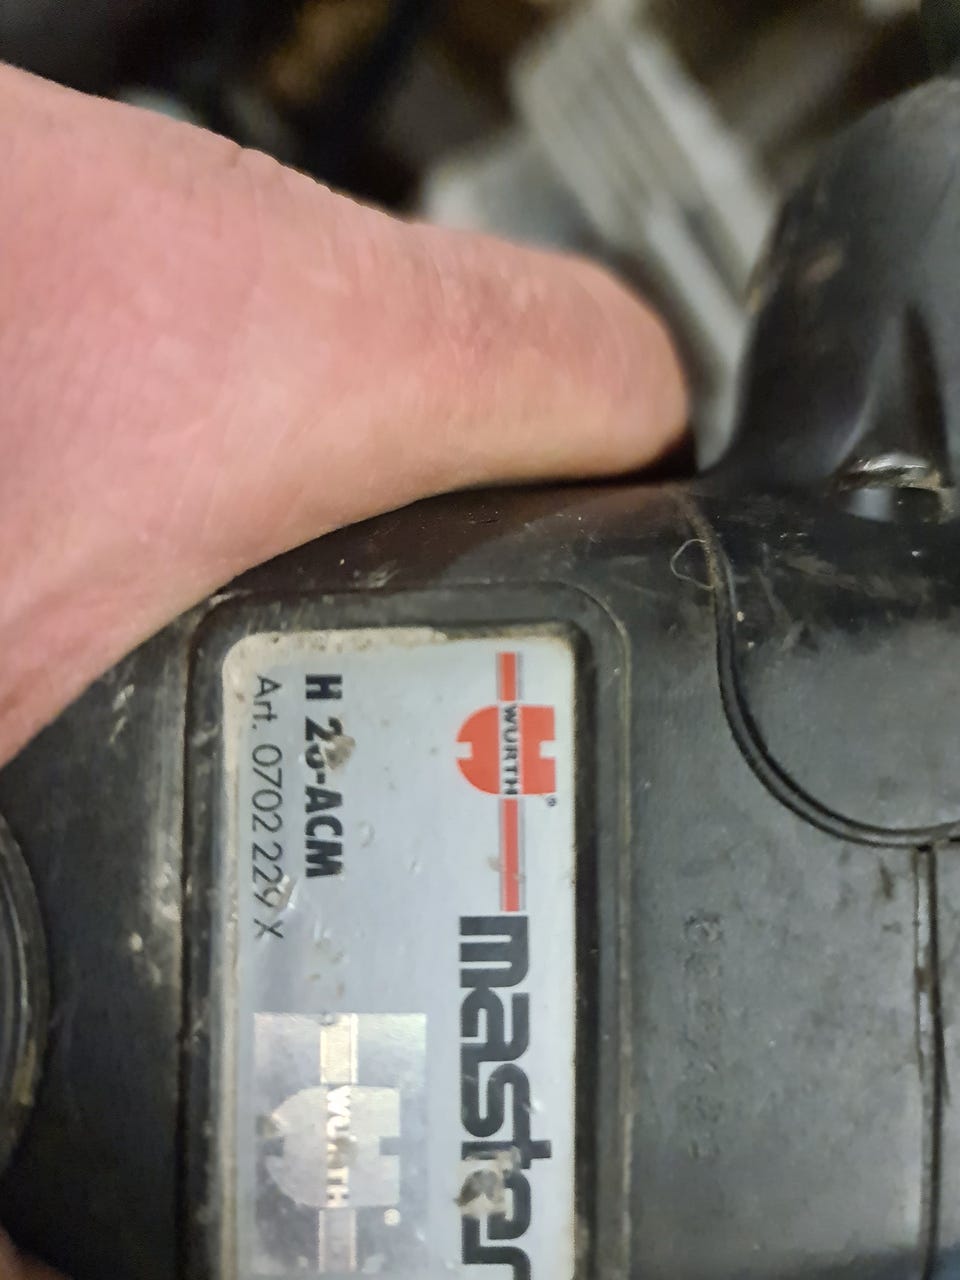 WÜRTH
®
master
H
Art. 0702 229 X
WÜRTH
®